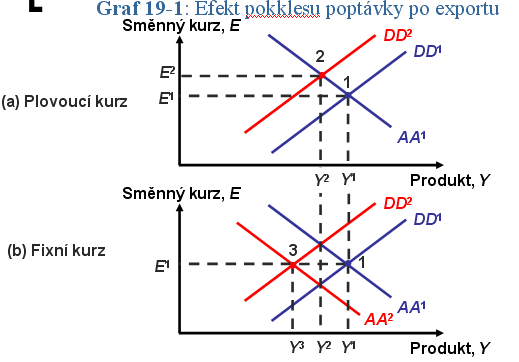 Graf 19-1: Efekt pokklesu poptávky po exportu
Směnný kurz, E
DD²
DD¹
2
E²
1
E¹
(a) Plovoucí kurz
AA¹
Y² Y¹
Produkt, Y
Směnný kurz, E
DD²
DD¹
(b) Fixní kurz
3
E¹
1
AA¹
AA²
Y³ Y² Y¹
Produkt, Y